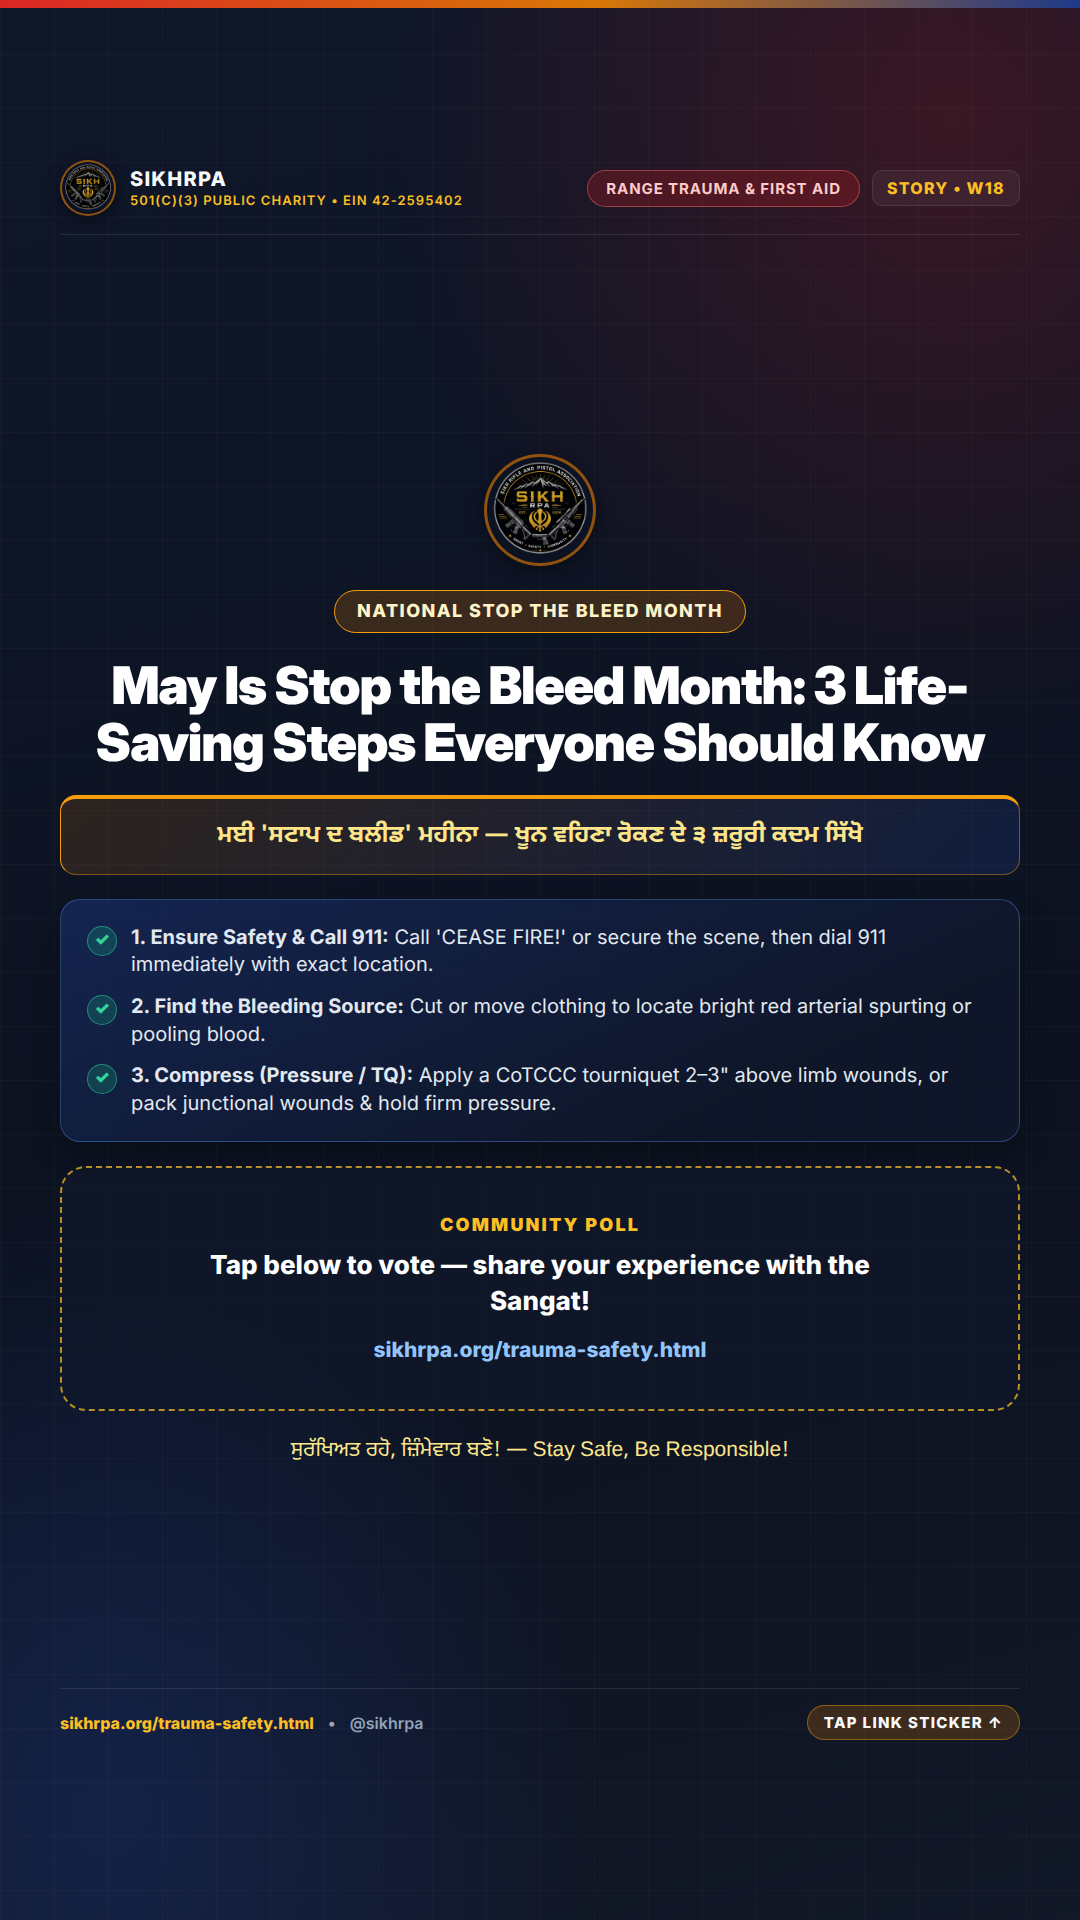 SIKHRPA
501(C)(3) PUBLIC CHARITY • EIN 42-2595402
RANGE TRAUMA & FIRST AID
STORY • W18
SIKH RIFLE AND PISTOL ASSOCIATION
SIKH
RPA
NATIONAL STOP THE BLEED MONTH
May Is Stop the Bleed Month: 3 Life-
Saving Steps Everyone Should Know
ਮਈ 'ਸਟਾਪ ਦ ਬਲੀਡ' ਮਹੀਨਾ — ਖੂਨ ਵਹਿਣਾ ਰੋਕਣ ਦੇ ੩ ਜ਼ਰੂਰੀ ਕਦਮ ਸਿੱਖੋ
1. Ensure Safety & Call 911: Call 'CEASE FIRE!' or secure the scene, then dial 911
immediately with exact location.
2. Find the Bleeding Source: Cut or move clothing to locate bright red arterial spurting or
pooling blood.
3. Compress (Pressure / TQ): Apply a CoTCCC tourniquet 2–3" above limb wounds, or
pack junctional wounds & hold firm pressure.
COMMUNITY POLL
Tap below to vote — share your experience with the
Sangat!
sikhrpa.org/trauma-safety.html
ਸੁਰੱਖਿਅਤ ਰਹੋ, ਜ਼ਿੰਮੇਵਾਰ ਬਣੋ! — Stay Safe, Be Responsible!
sikhrpa.org/trauma-safety.html • @sikhrpa
TAP LINK STICKER ↑